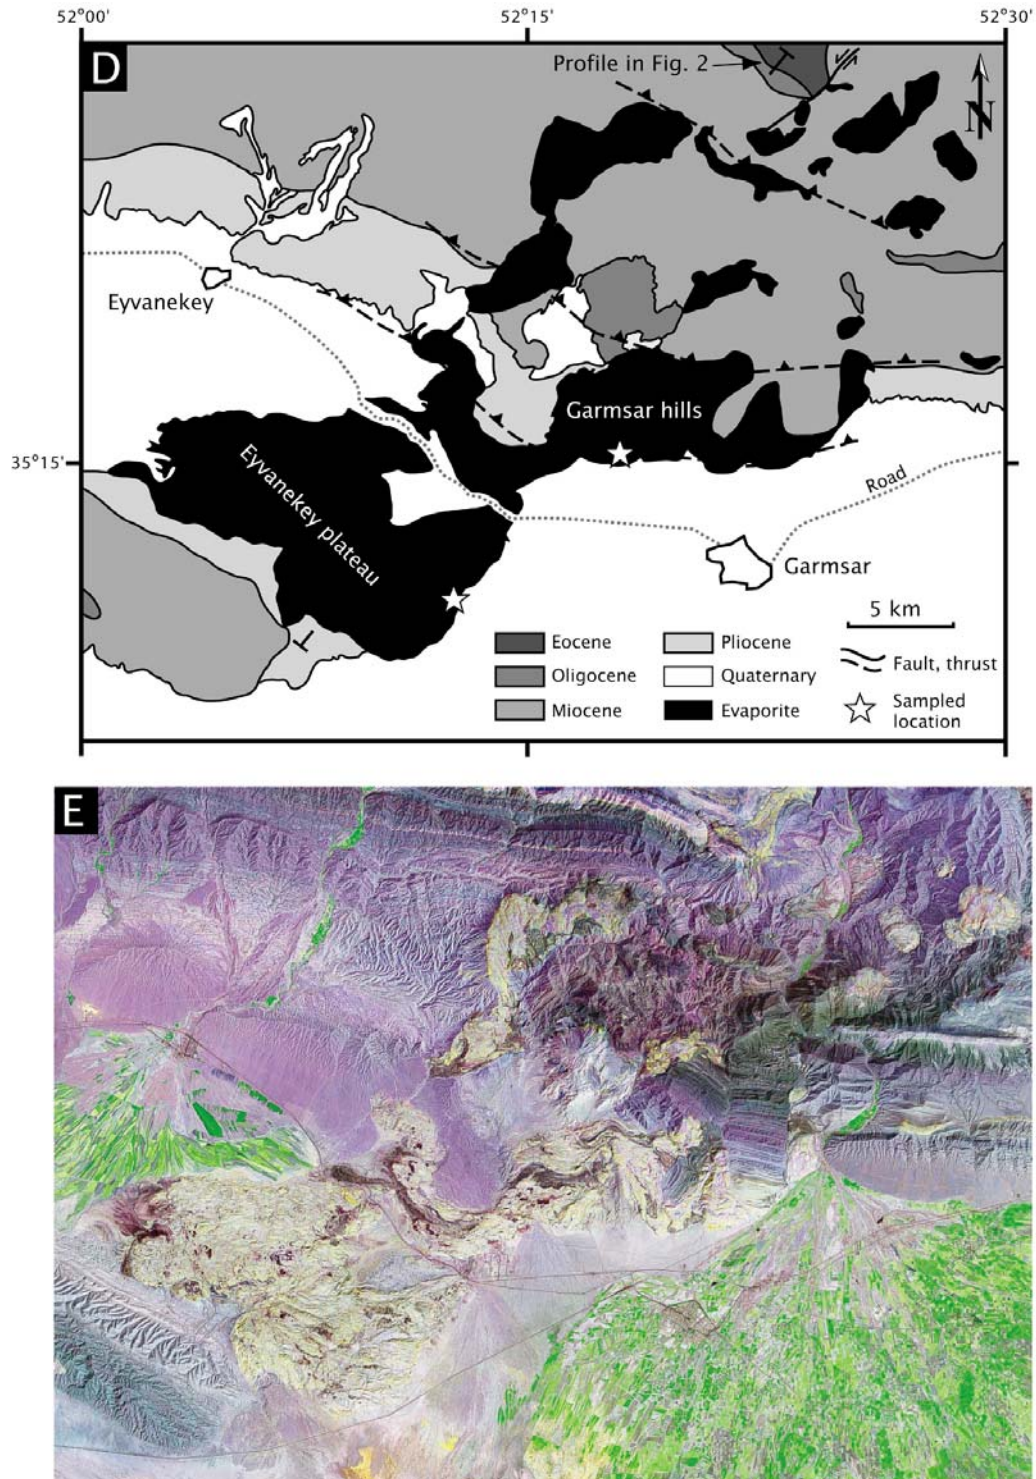 52°00'
52°15'
52°30'
D
Profile in Fig. 2
N
Eyvanekey
Garmsar hills
35°15'
Eyvanekey plateau
Road
Garmsar
5 km
Eocene
Pliocene
Oligocene
Quaternary
Fault, thrust
Miocene
Evaporite
Sampled
location
E